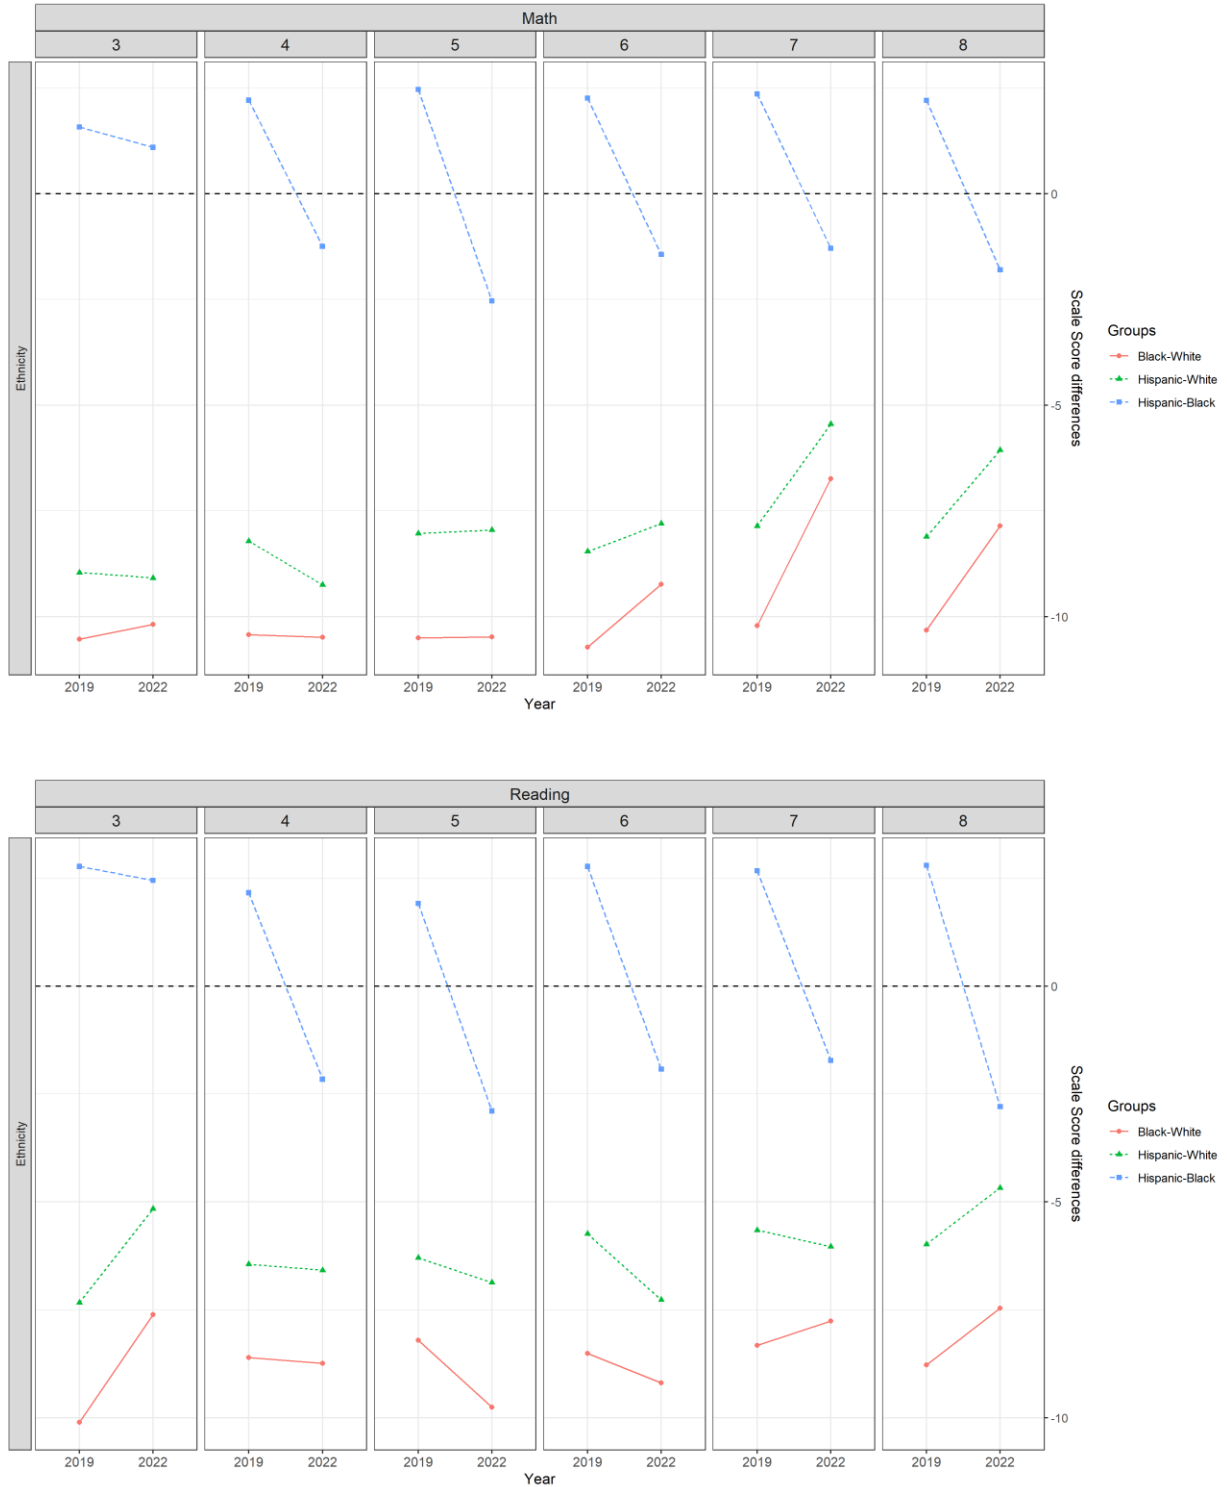 Math
3 4 5 6 7 8
0
-5
-10
Ethnicity
Scale Score differences
2019 2022 2019 2022 2019 2022 2019 2022 2019 2022 2019 2022
Year
Groups
Black-White
Hispanic-White
Hispanic-Black
Reading
3 4 5 6 7 8
0
-5
-10
Ethnicity
Scale Score differences
2019 2022 2019 2022 2019 2022 2019 2022 2019 2022 2019 2022
Year
Groups
Black-White
Hispanic-White
Hispanic-Black